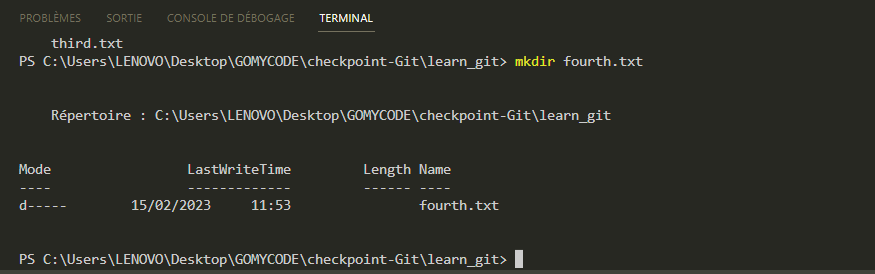 PROBLÈMES SORTIE CONSOLE DE DÉBOGAGE TERMINAL
third.txt
PS C:\Users\LENOVO\Desktop\GOMYCODE\checkpoint-Git\learn_git> mkdir fourth.txt
Répertoire : C:\Users\LENOVO\Desktop\GOMYCODE\checkpoint-Git\learn_git
Mode LastWriteTime Length Name
---- ------------- ------ ----
d----- 15/02/2023 11:53 fourth.txt
PS C:\Users\LENOVO\Desktop\GOMYCODE\checkpoint-Git\learn_git>